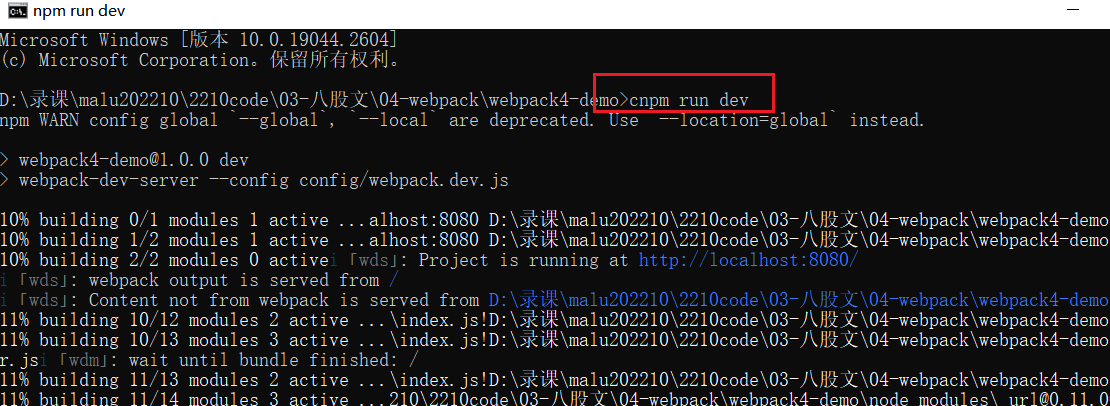 npm run dev
Microsoft Windows [版本 10.0.19044.2604]
(c) Microsoft Corporation。保留所有权利。
D:\录课\malu202210\2210code\03-八股文\04-webpack\webpack4-demo>cnpm run dev
npm WARN config global `--global`, `--local` are deprecated. Use `--location=global` instead.
> webpack4-demo@1.0.0 dev
> webpack-dev-server --config config/webpack.dev.js
10% building 0/1 modules 1 active ...alhost:8080 D:\录课\malu202210\2210code\03-八股文\04-webpack\webpack4-demo
10% building 1/2 modules 1 active ...alhost:8080 D:\录课\malu202210\2210code\03-八股文\04-webpack\webpack4-demo
10% building 2/2 modules 0 activei ｢wds｣: Project is running at http://localhost:8080/
i ｢wds｣: webpack output is served from /
i ｢wds｣: Content not from webpack is served from D:\录课\malu202210\2210code\03-八股文\04-webpack\webpack4-demo
11% building 10/12 modules 2 active ...\index.js!D:\录课\malu202210\2210code\03-八股文\04-webpack\webpack4-demo
11% building 10/13 modules 3 active ...\index.js!D:\录课\malu202210\2210code\03-八股文\04-webpack\webpack4-demo
r.jsi ｢wdm｣: wait until bundle finished: /
11% building 11/13 modules 2 active ...\index.js!D:\录课\malu202210\2210code\03-八股文\04-webpack\webpack4-demo
11% building 11/14 modules 3 active ...210\2210code\03-八股文\04-webpack\webpack4-demo\node_modules\_url@0.11.0